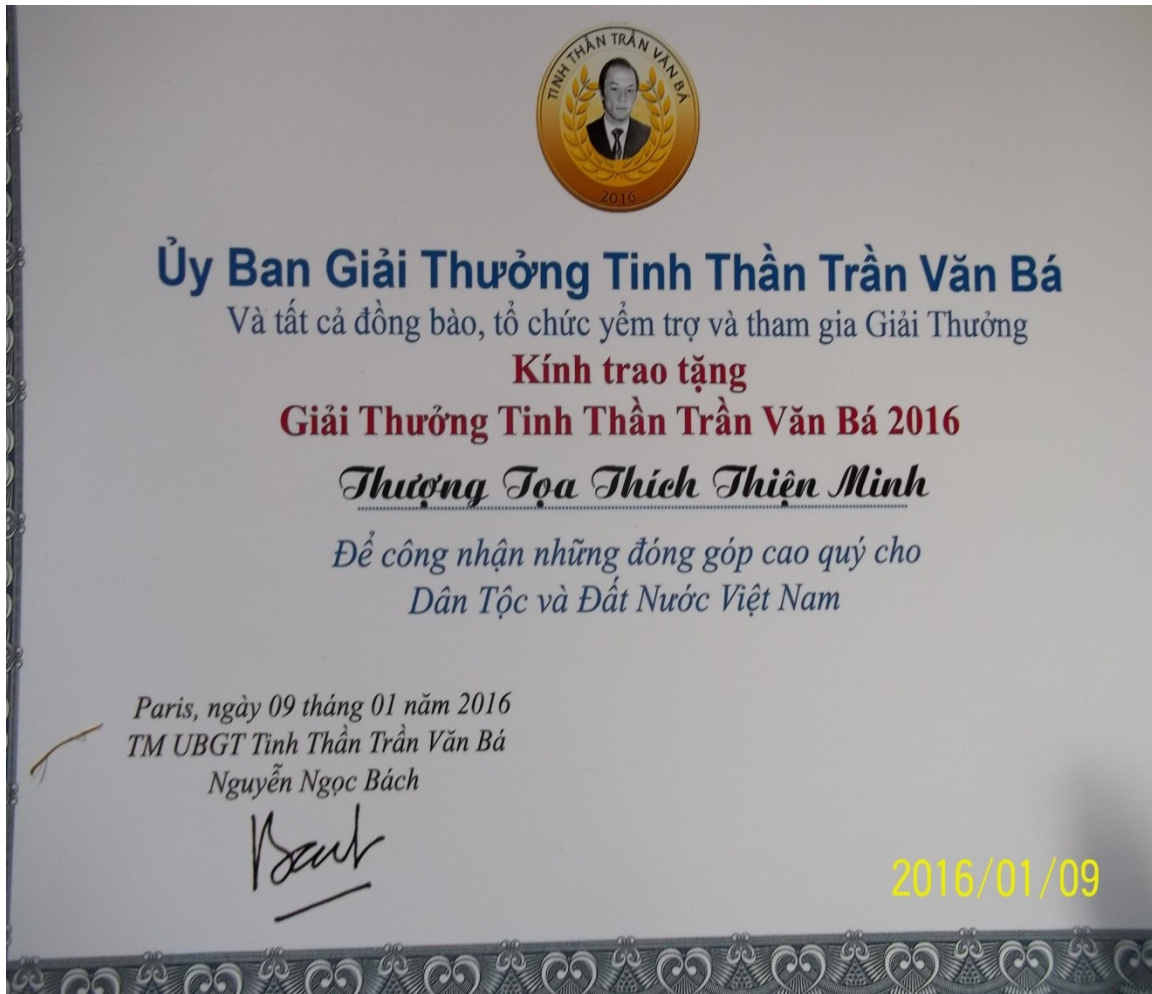 TINH THẦN TRẦN VĂN BÁ
2016
Ủy Ban Giải Thưởng Tinh Thần Trần Văn Bá
Và tất cả đồng bào, tổ chức yểm trợ và tham gia Giải Thưởng
Kính trao tặng
Giải Thưởng Tinh Thần Trần Văn Bá 2016
Thượng Tọa Thích Thiện Minh
Để công nhận những đóng góp cao quý cho
Dân Tộc và Đất Nước Việt Nam
Paris, ngày 09 tháng 01 năm 2016
TM UBGT Tinh Thần Trần Văn Bá
Nguyễn Ngọc Bách
2016/01/09